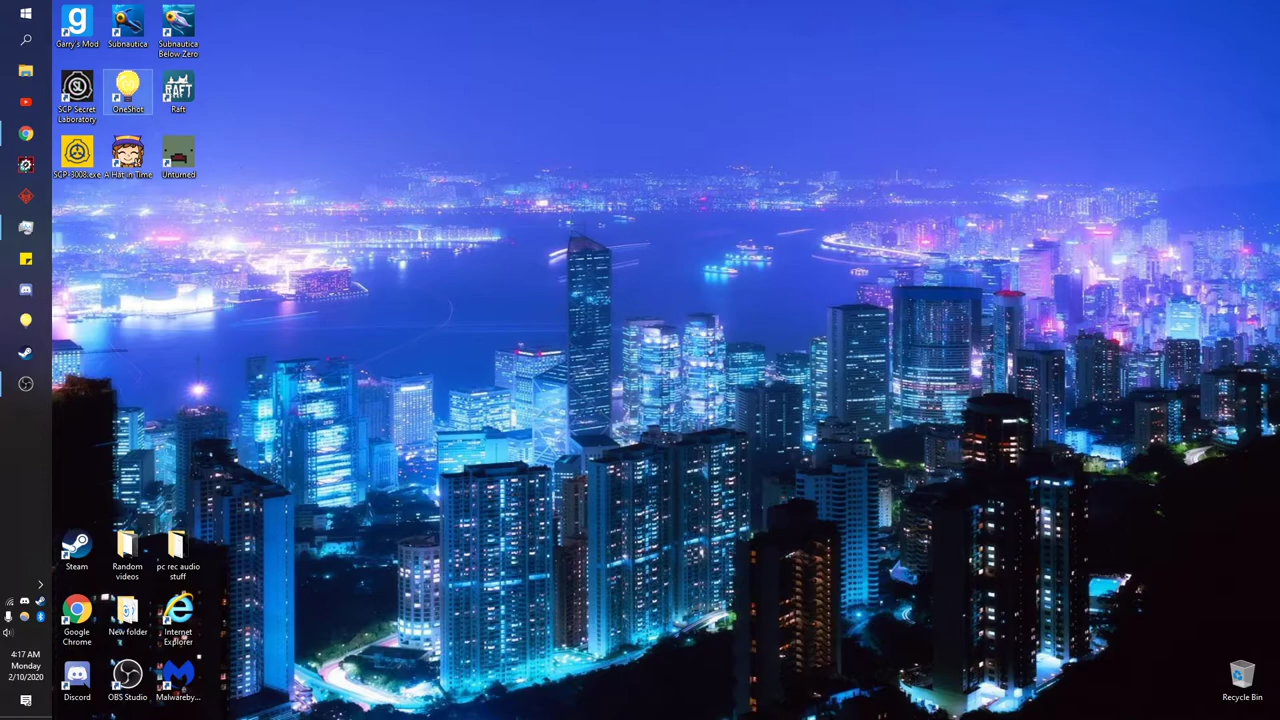 Garry's Mod
Subnautica
Subnautica
Below Zero
SCP Secret
Laboratory
OneShot
RAFT
Raft
SCP-3008.exe
A Hat in Time
Unturned
Steam
Random
videos
pc rec audio
stuff
Google
Chrome
New folder
Internet
Explorer
Discord
OBS Studio
Malwareby...
4:17 AM
Monday
2/10/2020
Recycle Bin